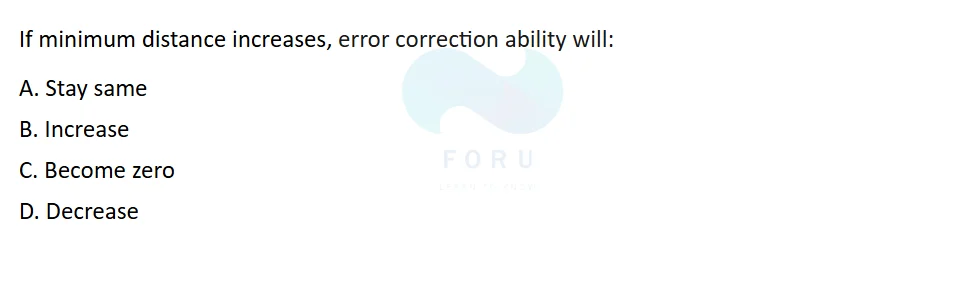 If minimum distance increases, error correction ability will:
A. Stay same
B. Increase
C. Become zero
D. Decrease
FORU